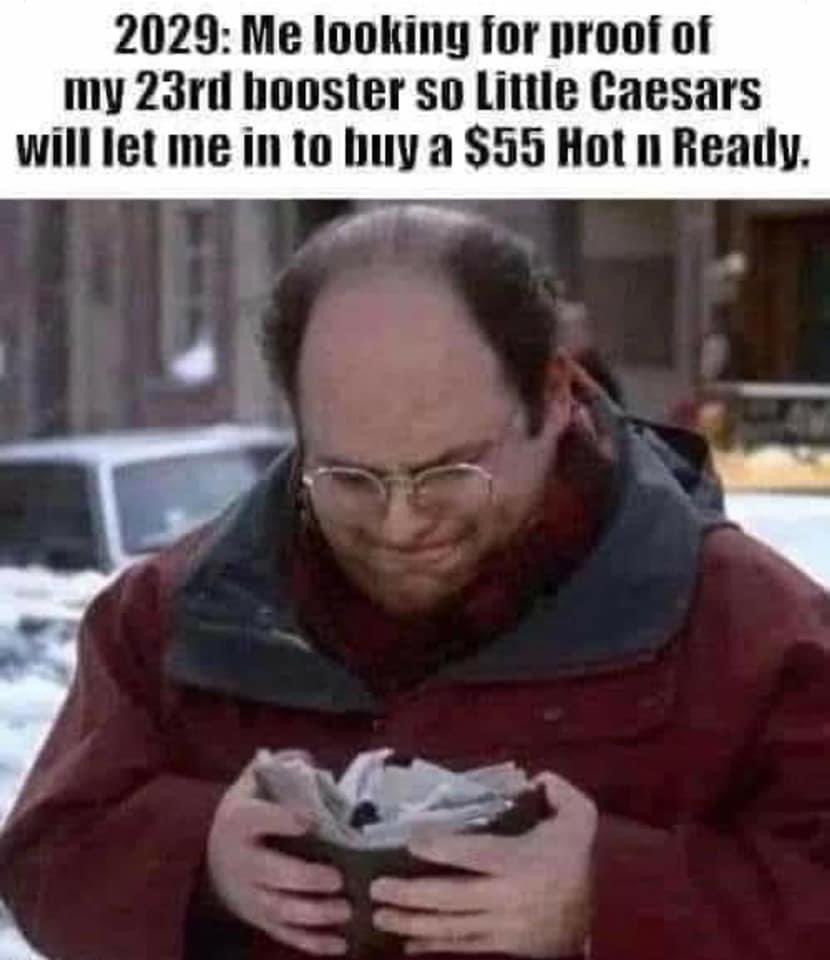 2029: Me looking for proof of
my 23rd booster so Little Caesars
will let me in to buy a $55 Hot n Ready.